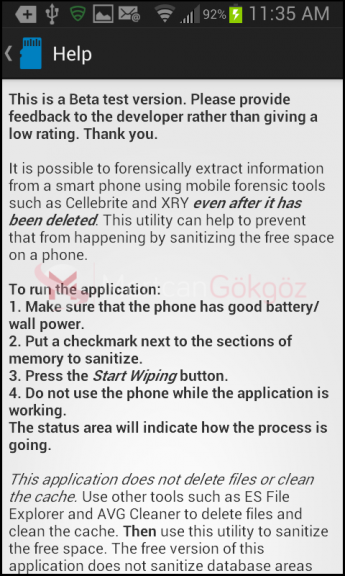 92% 11:35 AM
Help
This is a Beta test version. Please provide
feedback to the developer rather than giving a
low rating. Thank you.
It is possible to forensically extract information
from a smart phone using mobile forensic tools
such as Cellebrite and XRY even after it has
been deleted. This utility can help to prevent
that from happening by sanitizing the free space
on a phone.
To run the application:
1. Make sure that the phone has good battery/
wall power.
2. Put a checkmark next to the sections of
memory to sanitize.
3. Press the Start Wiping button.
4. Do not use the phone while the application is
working.
The status area will indicate how the process is
going.
This application does not delete files or clean
the cache. Use other tools such as ES File
Explorer and AVG Cleaner to delete files and
clean the cache. Then use this utility to sanitize
the free space. The free version of this
application does not sanitize database areas
Gökgöz